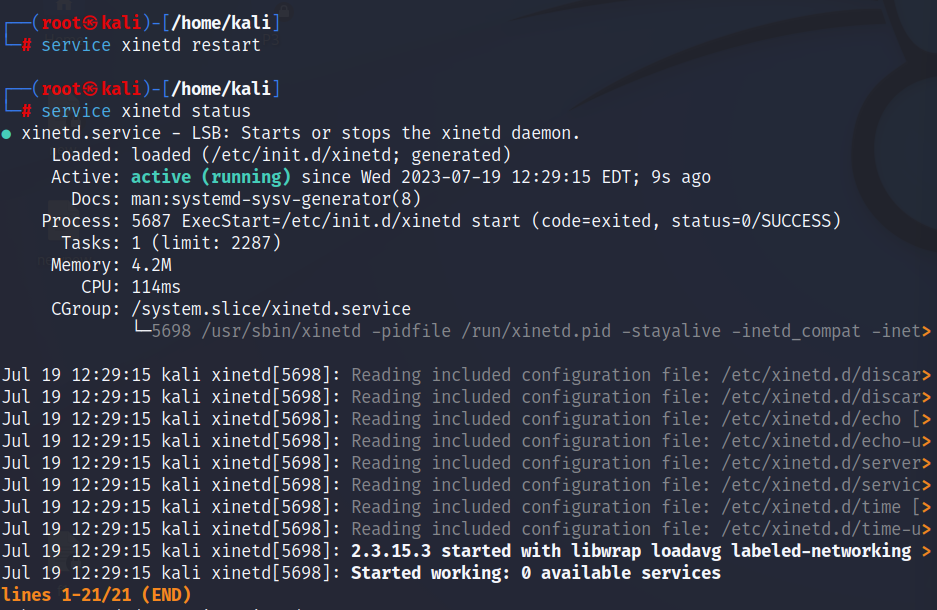 ┌──(root㉿kali)-[/home/kali]
└─# service xinetd restart
┌──(root㉿kali)-[/home/kali]
└─# service xinetd status
● xinetd.service - LSB: Starts or stops the xinetd daemon.
Loaded: loaded (/etc/init.d/xinetd; generated)
Active: active (running) since Wed 2023-07-19 12:29:15 EDT; 9s ago
Docs: man:systemd-sysv-generator(8)
Process: 5687 ExecStart=/etc/init.d/xinetd start (code=exited, status=0/SUCCESS)
Tasks: 1 (limit: 2287)
Memory: 4.2M
CPU: 114ms
CGroup: /system.slice/xinetd.service
└─5698 /usr/sbin/xinetd -pidfile /run/xinetd.pid -stayalive -inetd_compat -inet>
Jul 19 12:29:15 kali xinetd[5698]: Reading included configuration file: /etc/xinetd.d/discar>
Jul 19 12:29:15 kali xinetd[5698]: Reading included configuration file: /etc/xinetd.d/discar>
Jul 19 12:29:15 kali xinetd[5698]: Reading included configuration file: /etc/xinetd.d/echo [>
Jul 19 12:29:15 kali xinetd[5698]: Reading included configuration file: /etc/xinetd.d/echo-u>
Jul 19 12:29:15 kali xinetd[5698]: Reading included configuration file: /etc/xinetd.d/server>
Jul 19 12:29:15 kali xinetd[5698]: Reading included configuration file: /etc/xinetd.d/servic>
Jul 19 12:29:15 kali xinetd[5698]: Reading included configuration file: /etc/xinetd.d/time [>
Jul 19 12:29:15 kali xinetd[5698]: Reading included configuration file: /etc/xinetd.d/time-u>
Jul 19 12:29:15 kali xinetd[5698]: 2.3.15.3 started with libwrap loadavg labeled-networking >
Jul 19 12:29:15 kali xinetd[5698]: Started working: 0 available services
lines 1-21/21 (END)